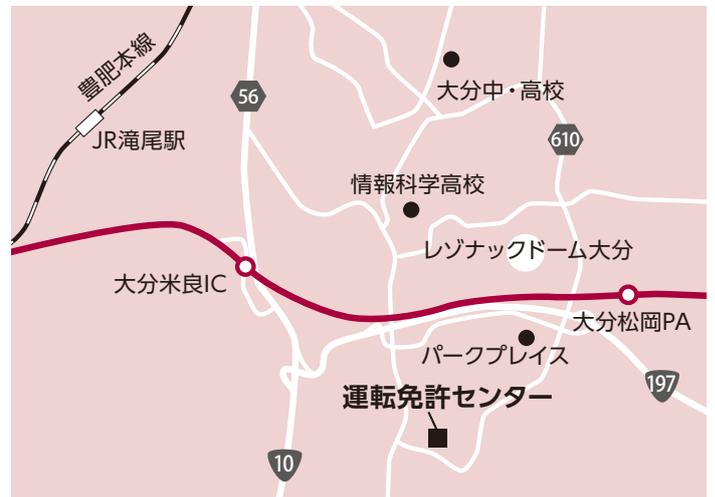 豊肥本線
56
大分中・高校
JR滝尾駅
610
情報科学高校
レゾナックドーム大分
大分米良IC
大分松岡PA
パークプレイス
197
運転免許センター
10